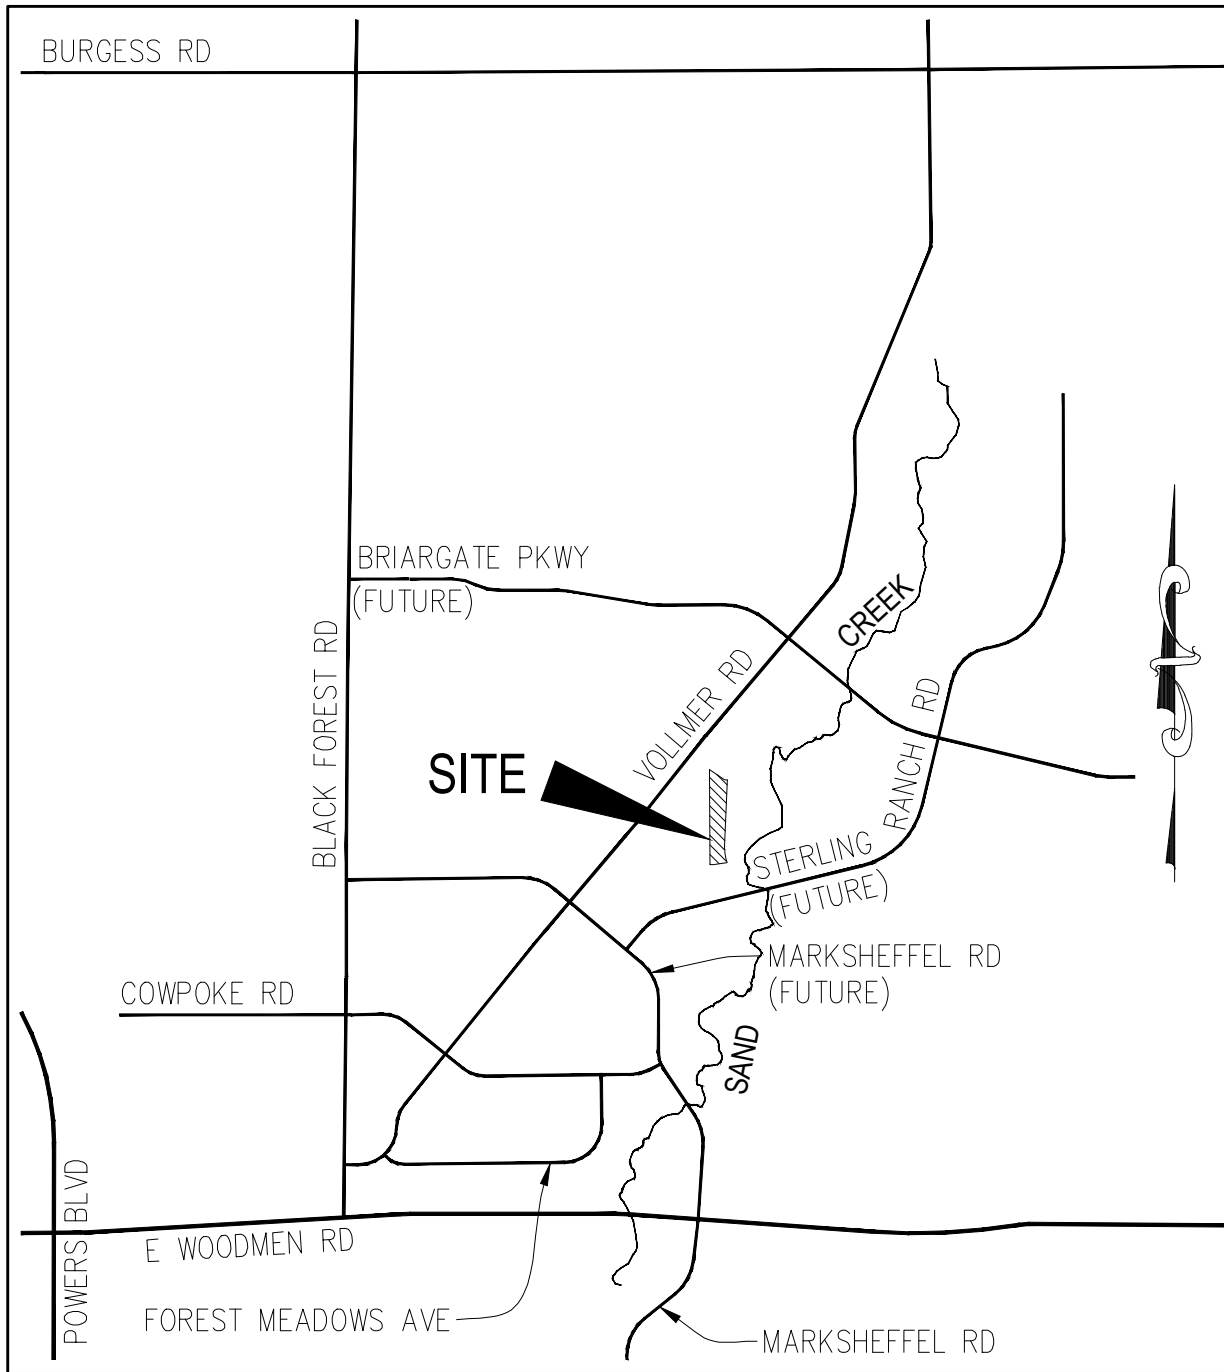 BURGESS RD
BRIARGATE PKWY
(FUTURE)
CREEK
BLACK FOREST RD
VOLLMER RD
RANCH RD
SITE
STERLING
(FUTURE)
MARKSHEFFEL RD
(FUTURE)
COWPOKE RD
SAND
POWERS BLVD
E WOODMEN RD
FOREST MEADOWS AVE
MARKSHEFFEL RD